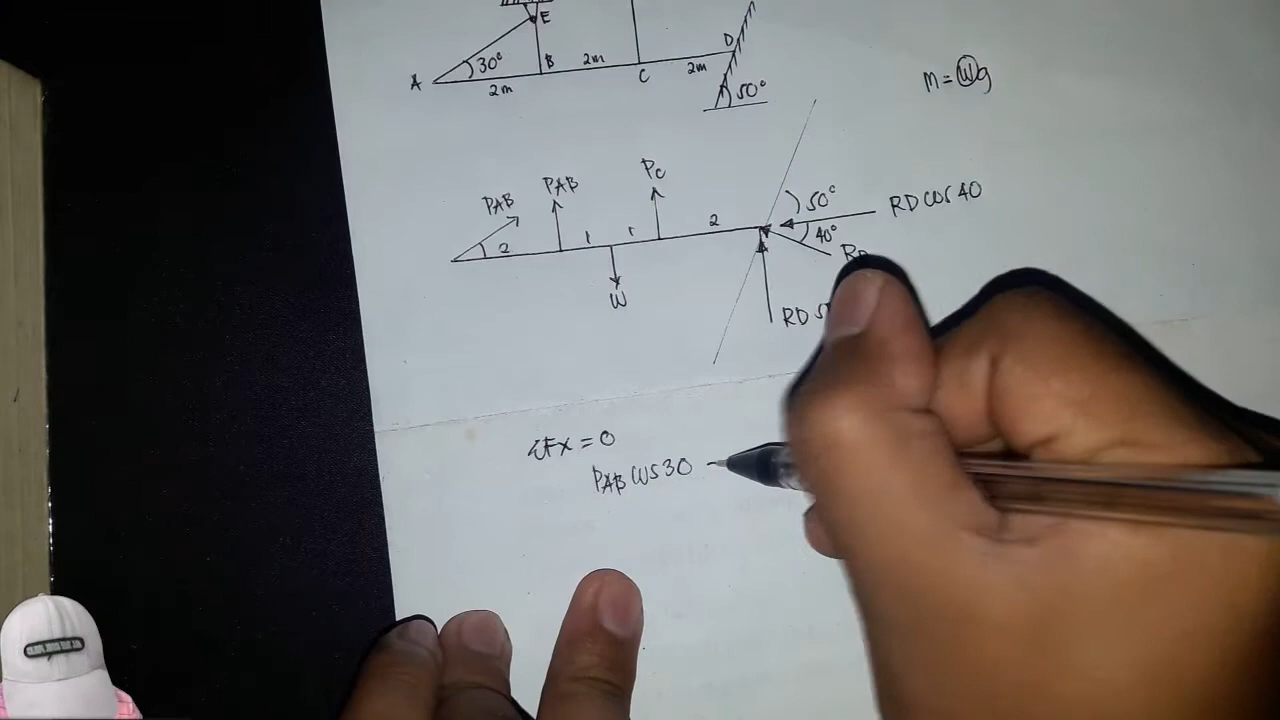 E
A 30° B 2m C D
2m 2m 50°
M = Wg
PAB PAB PC
50° RD cos 40
2 1 1 2
40°
W
RD
ΣFx = 0
PAB cos 30 -